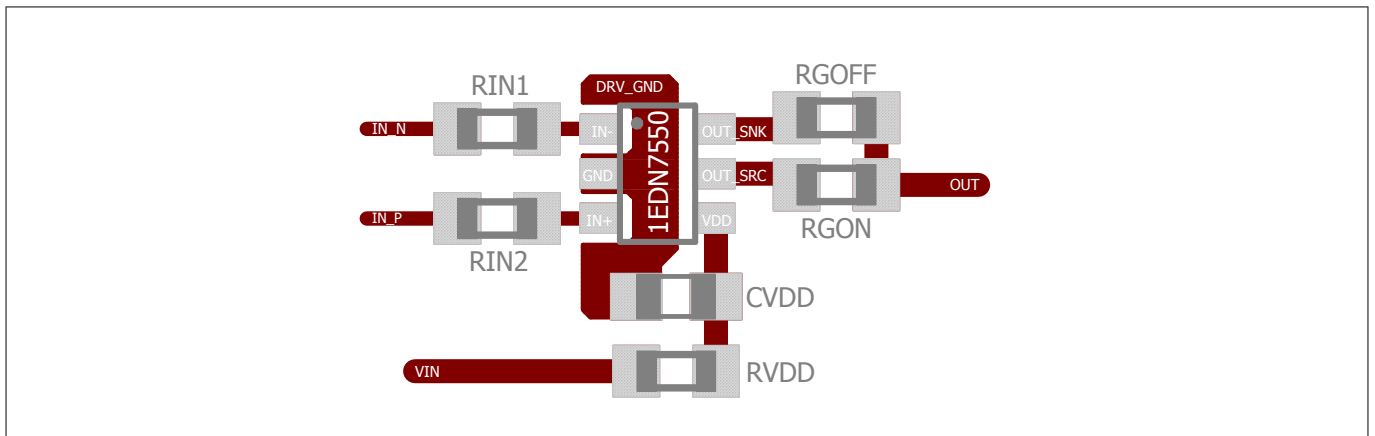 RGOFF
RIN1
DRV_GND
IN_N
IN-
OUT_SNK
1EDN7550
GND
OUT_SRC
OUT
IN_P
IN+
VDD
RGON
RIN2
CVDD
VIN
RVDD